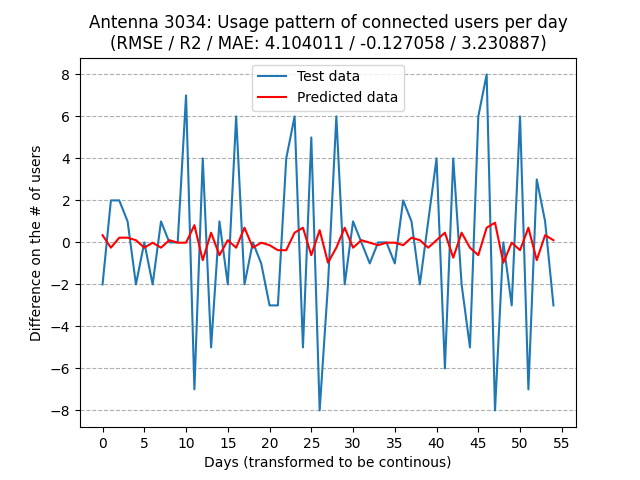 Antenna 3034: Usage pattern of connected users per day
(RMSE / R2 / MAE: 4.104011 / -0.127058 / 3.230887)
Test data
Predicted data
Difference on the # of users
8
6
4
2
0
−2
−4
−6
−8
0 5 10 15 20 25 30 35 40 45 50 55
Days (transformed to be continous)